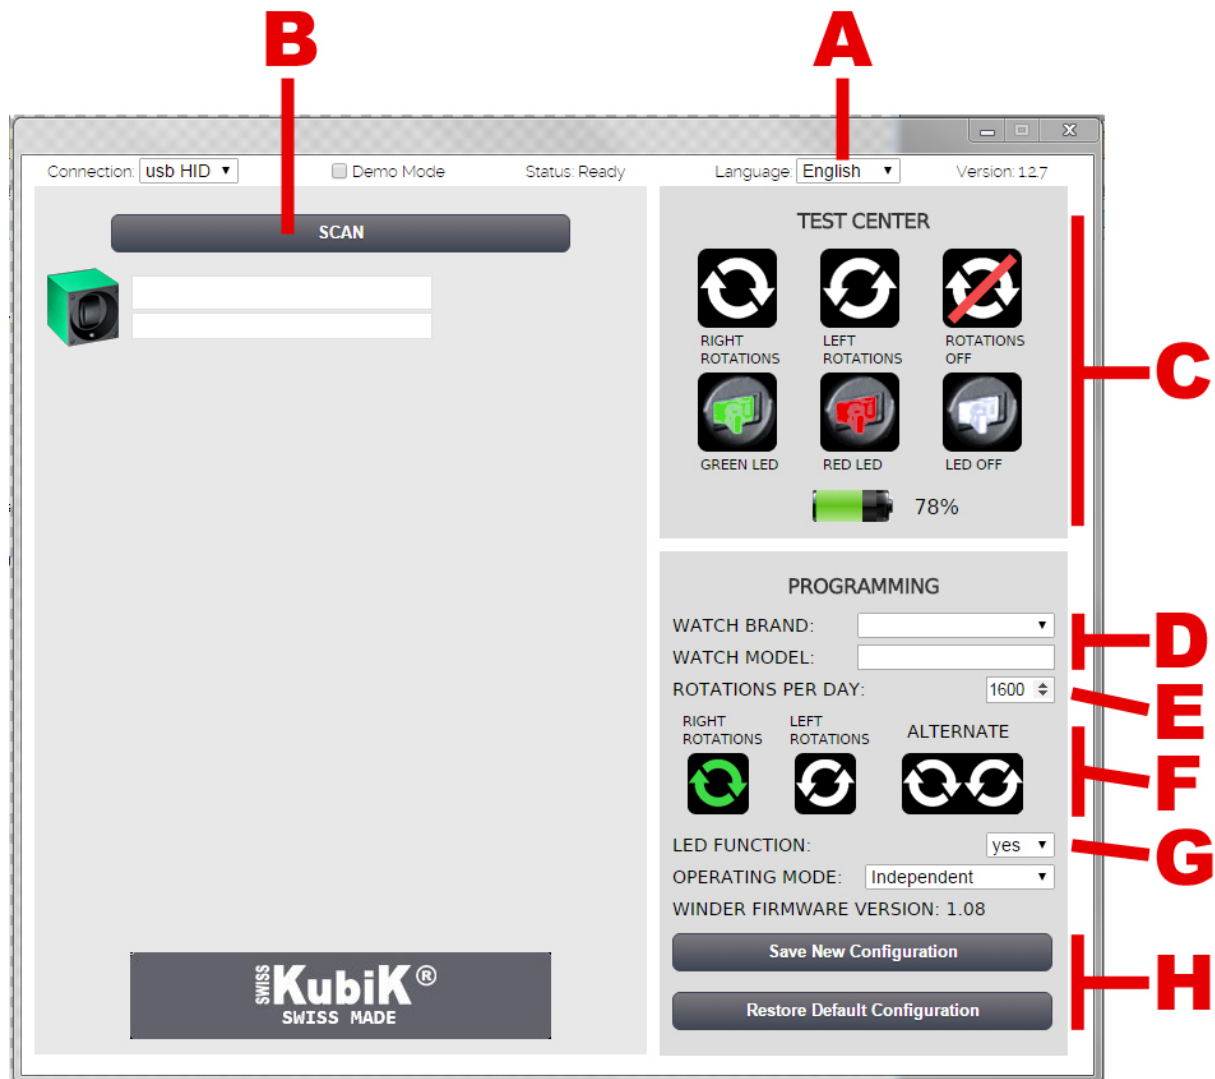 B
A
Connection: usb HID
Demo Mode
Status: Ready
Language: English
Version: 1.2.7
SCAN
TEST CENTER
RIGHT ROTATIONS
LEFT ROTATIONS
ROTATIONS OFF
GREEN LED
RED LED
LED OFF
78%
C
PROGRAMMING
WATCH BRAND:
WATCH MODEL:
D
ROTATIONS PER DAY: 1600
E
RIGHT ROTATIONS
LEFT ROTATIONS
ALTERNATE
F
LED FUNCTION: yes
G
OPERATING MODE: Independent
WINDER FIRMWARE VERSION: 1.08
Save New Configuration
Restore Default Configuration
H
SWISS KubiK®
SWISS MADE